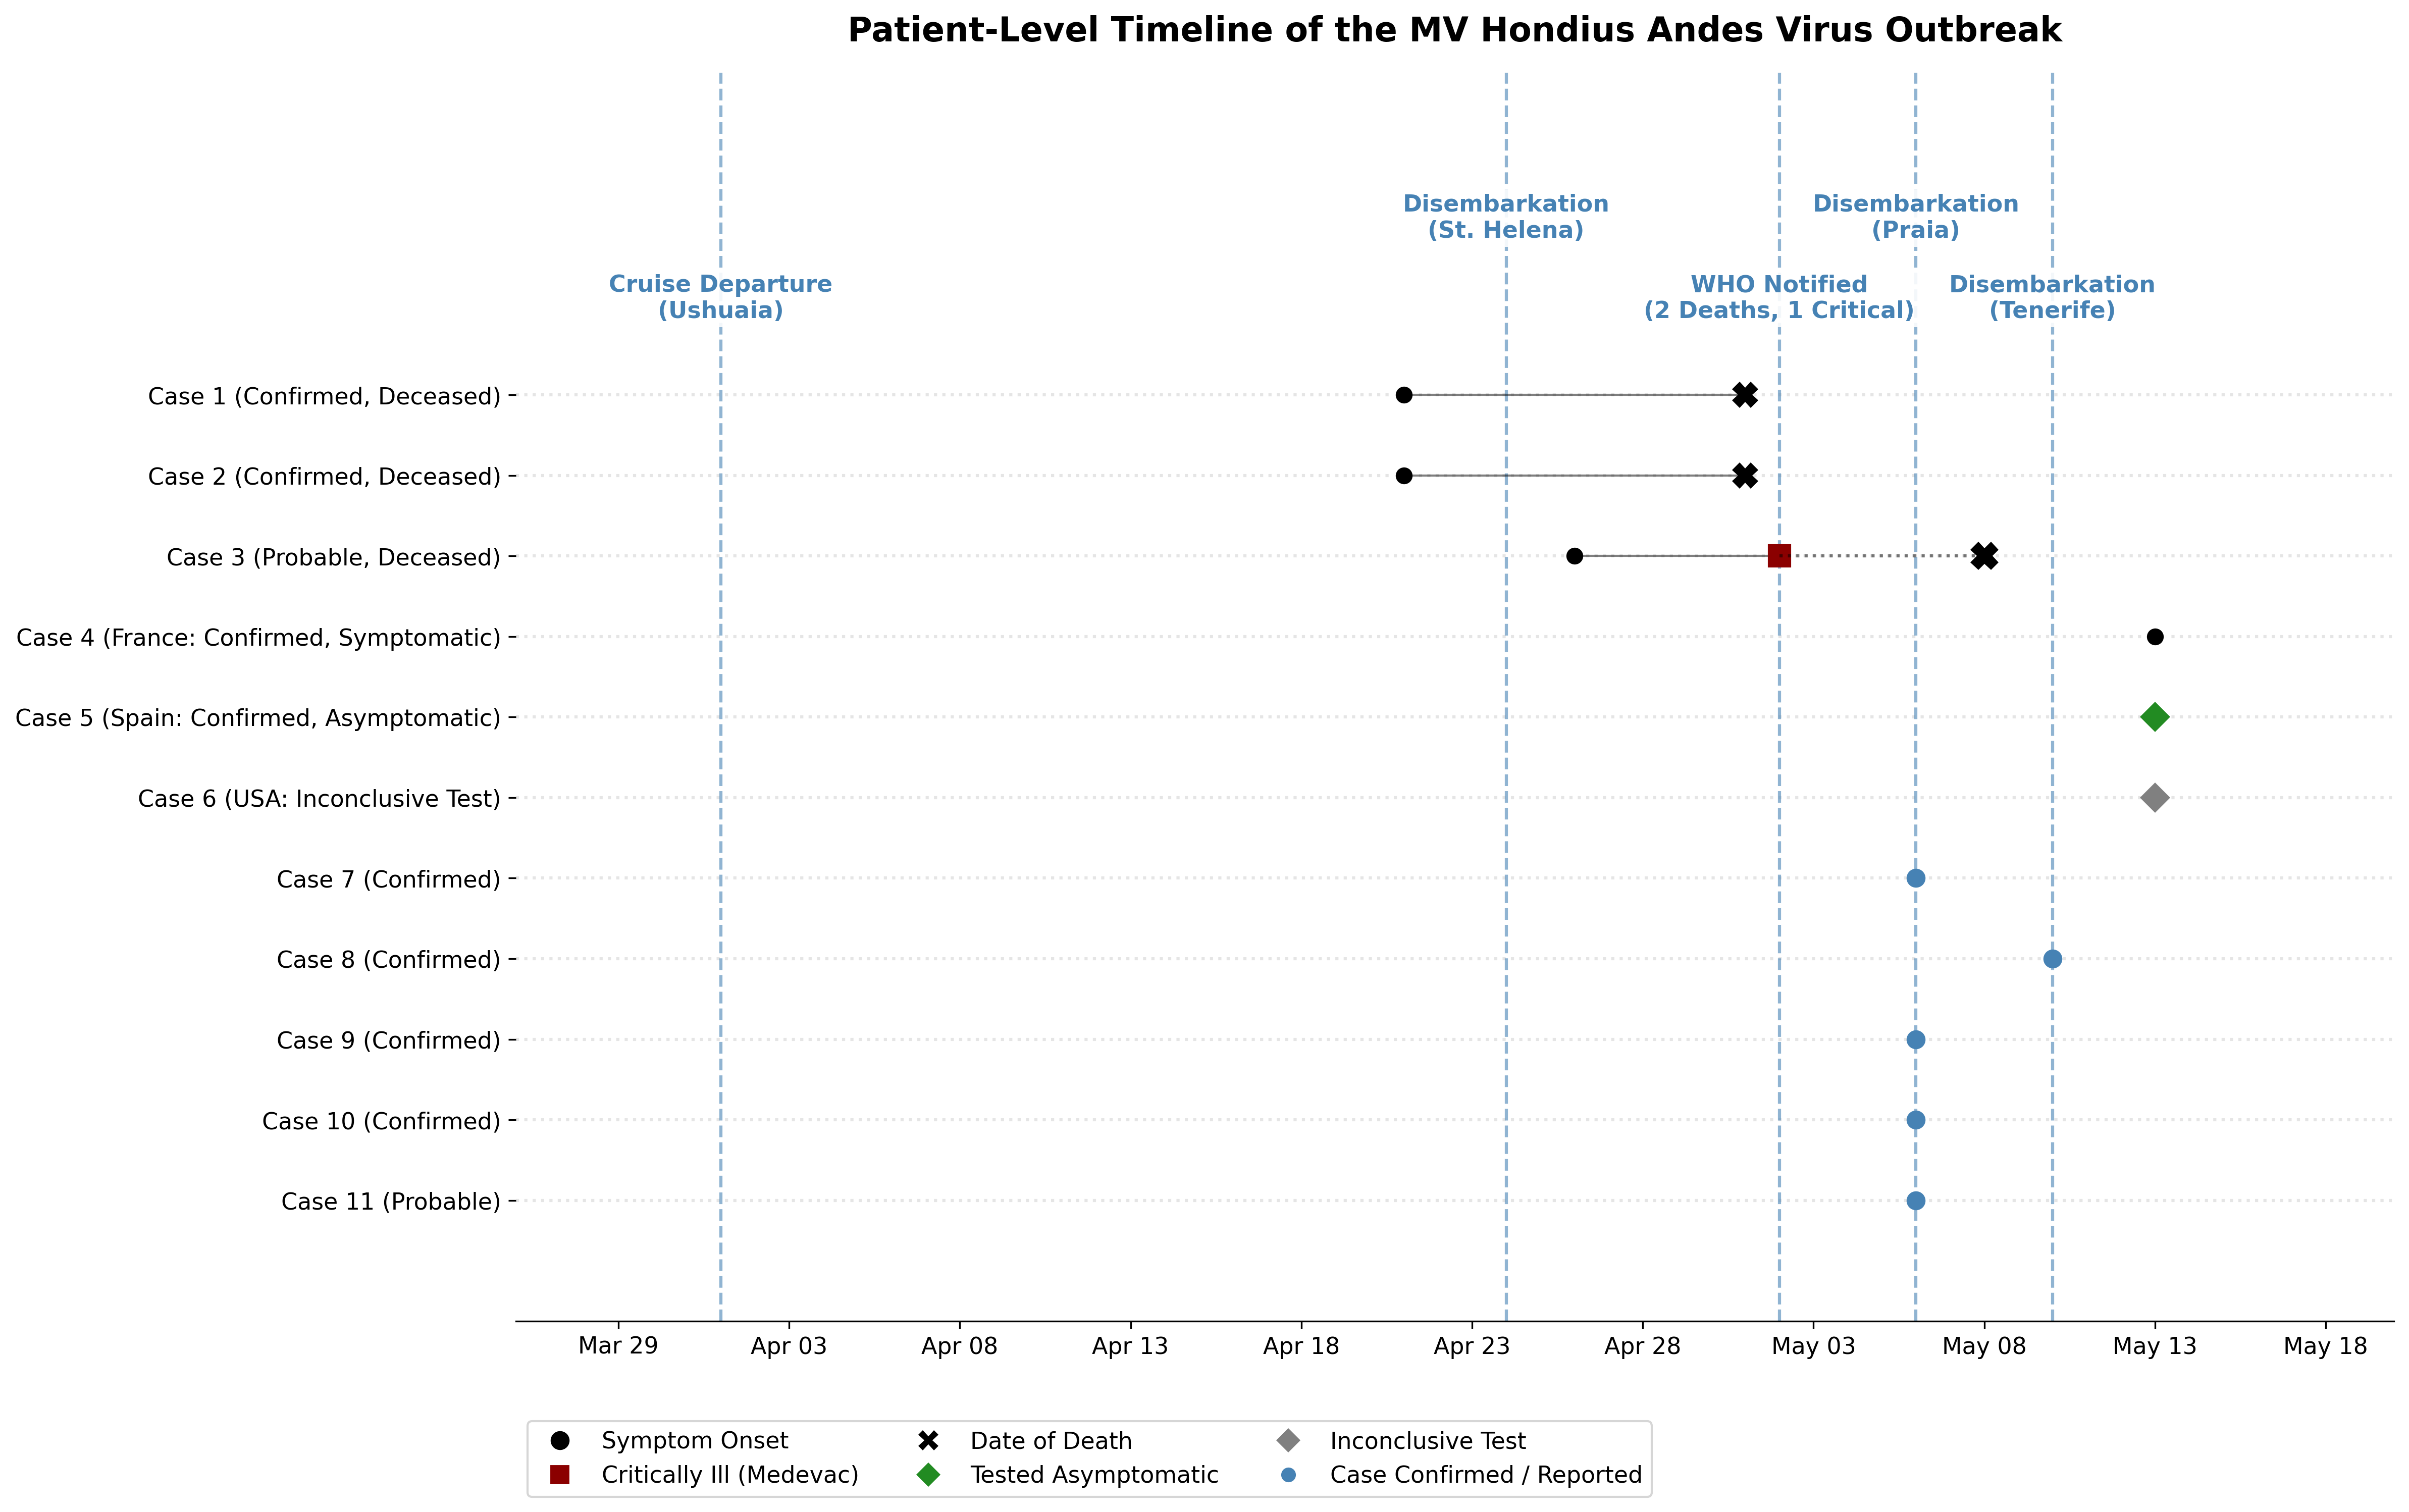 Patient-Level Timeline of the MV Hondius Andes Virus Outbreak
Disembarkation
(St. Helena)
Disembarkation
(Praia)
Cruise Departure
(Ushuaia)
WHO Notified
(2 Deaths, 1 Critical)
Disembarkation
(Tenerife)
Case 1 (Confirmed, Deceased)
Case 2 (Confirmed, Deceased)
Case 3 (Probable, Deceased)
Case 4 (France: Confirmed, Symptomatic)
Case 5 (Spain: Confirmed, Asymptomatic)
Case 6 (USA: Inconclusive Test)
Case 7 (Confirmed)
Case 8 (Confirmed)
Case 9 (Confirmed)
Case 10 (Confirmed)
Case 11 (Probable)
Mar 29 Apr 03 Apr 08 Apr 13 Apr 18 Apr 23 Apr 28 May 03 May 08 May 13 May 18
Symptom Onset Date of Death Inconclusive Test
Critically Ill (Medevac) Tested Asymptomatic Case Confirmed / Reported